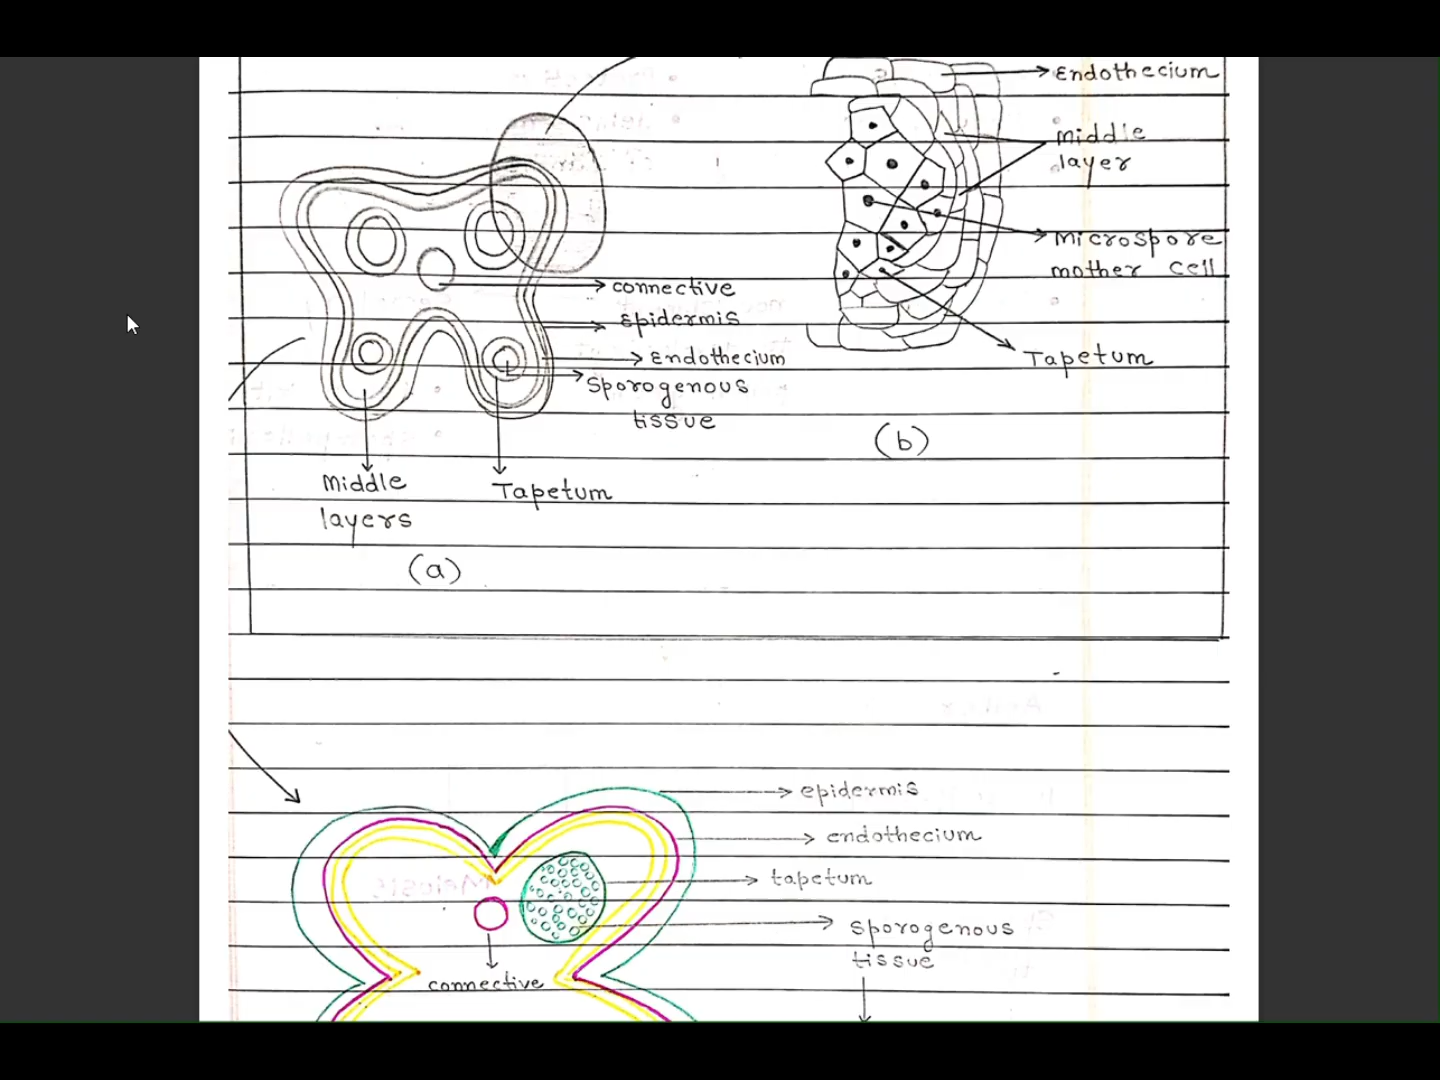 Endothecium
middle
layer
microspore
mother cell
Tapetum
(b)
connective
Epidermis
Endothecium
sporogenous
tissue
Middle
layers
Tapetum
(a)
epidermis
endothecium
tapetum
sporogenous
tissue
connective
Meiosis